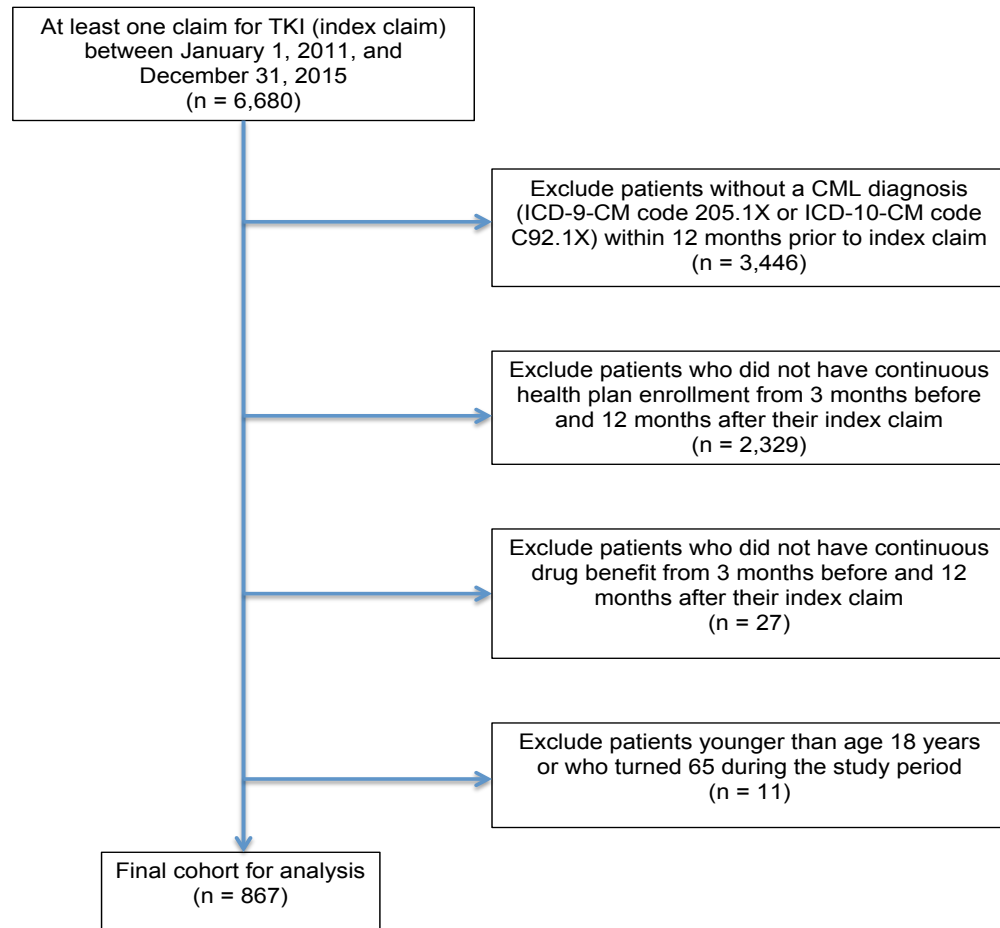 At least one claim for TKI (index claim)
between January 1, 2011, and
December 31, 2015
(n = 6,680)
Exclude patients without a CML diagnosis
(ICD-9-CM code 205.1X or ICD-10-CM code
C92.1X) within 12 months prior to index claim
(n = 3,446)
Exclude patients who did not have continuous
health plan enrollment from 3 months before
and 12 months after their index claim
(n = 2,329)
Exclude patients who did not have continuous
drug benefit from 3 months before and 12
months after their index claim
(n = 27)
Exclude patients younger than age 18 years
or who turned 65 during the study period
(n = 11)
Final cohort for analysis
(n = 867)